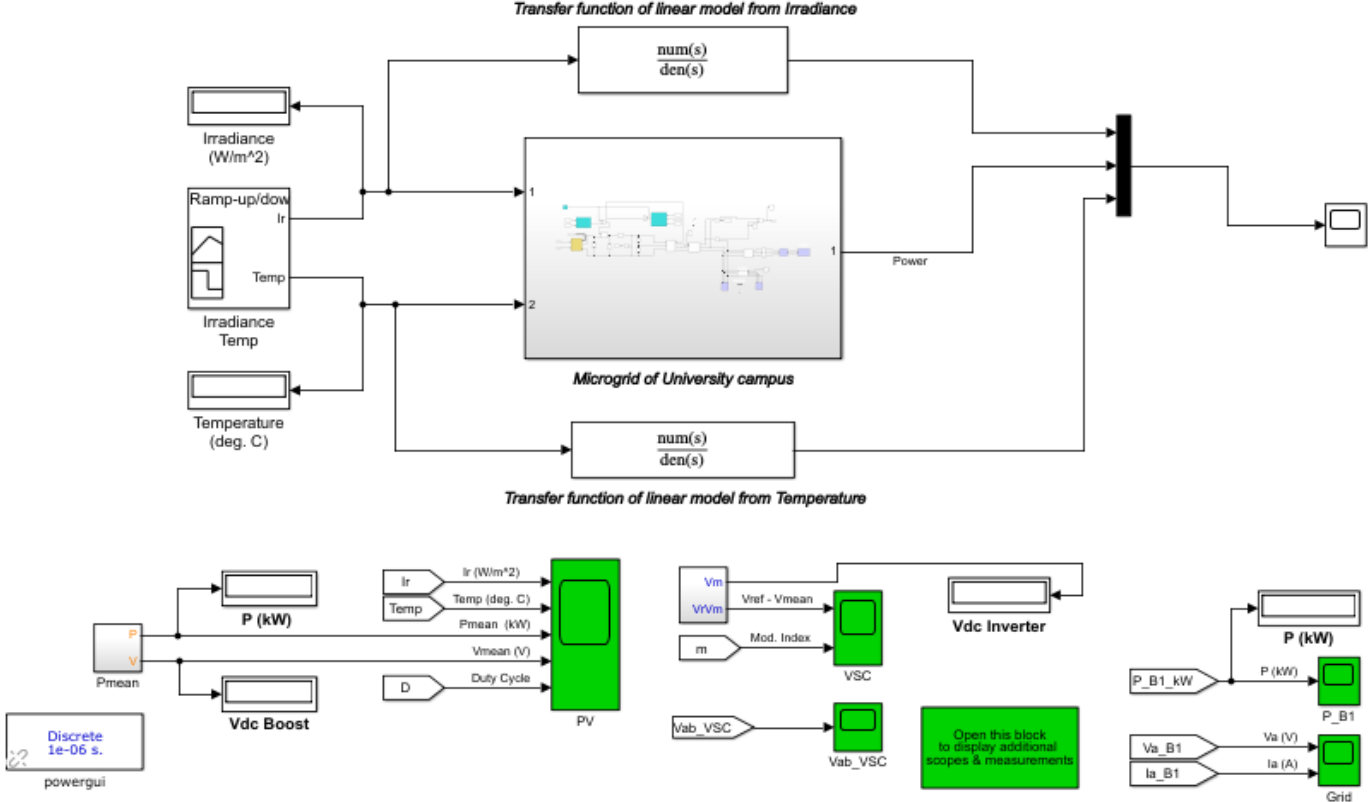 Transfer function of linear model from Irradiance
num(s)
den(s)
Irradiance
(W/m^2)
Ramp-up/dow
Ir
Temp
Irradiance
Temp
1
2
1
Power
Microgrid of University campus
Temperature
(deg. C)
num(s)
den(s)
Transfer function of linear model from Temperature
P
V
Pmean
P (kW)
Vdc Boost
Discrete
1e-06 s.
powergui
Ir
Temp
D
Ir (W/m^2)
Temp (deg. C)
Pmean (kW)
Vmean (V)
Duty Cycle
PV
Vm
VrVm
Vref - Vmean
m
Mod. Index
VSC
Vdc Inverter
Vab_VSC
Vab_VSC
Open this block
to display additional
scopes & measurements
P (kW)
P_B1_kW
P (kW)
P_B1
Va_B1
Va (V)
Ia_B1
Ia (A)
Grid